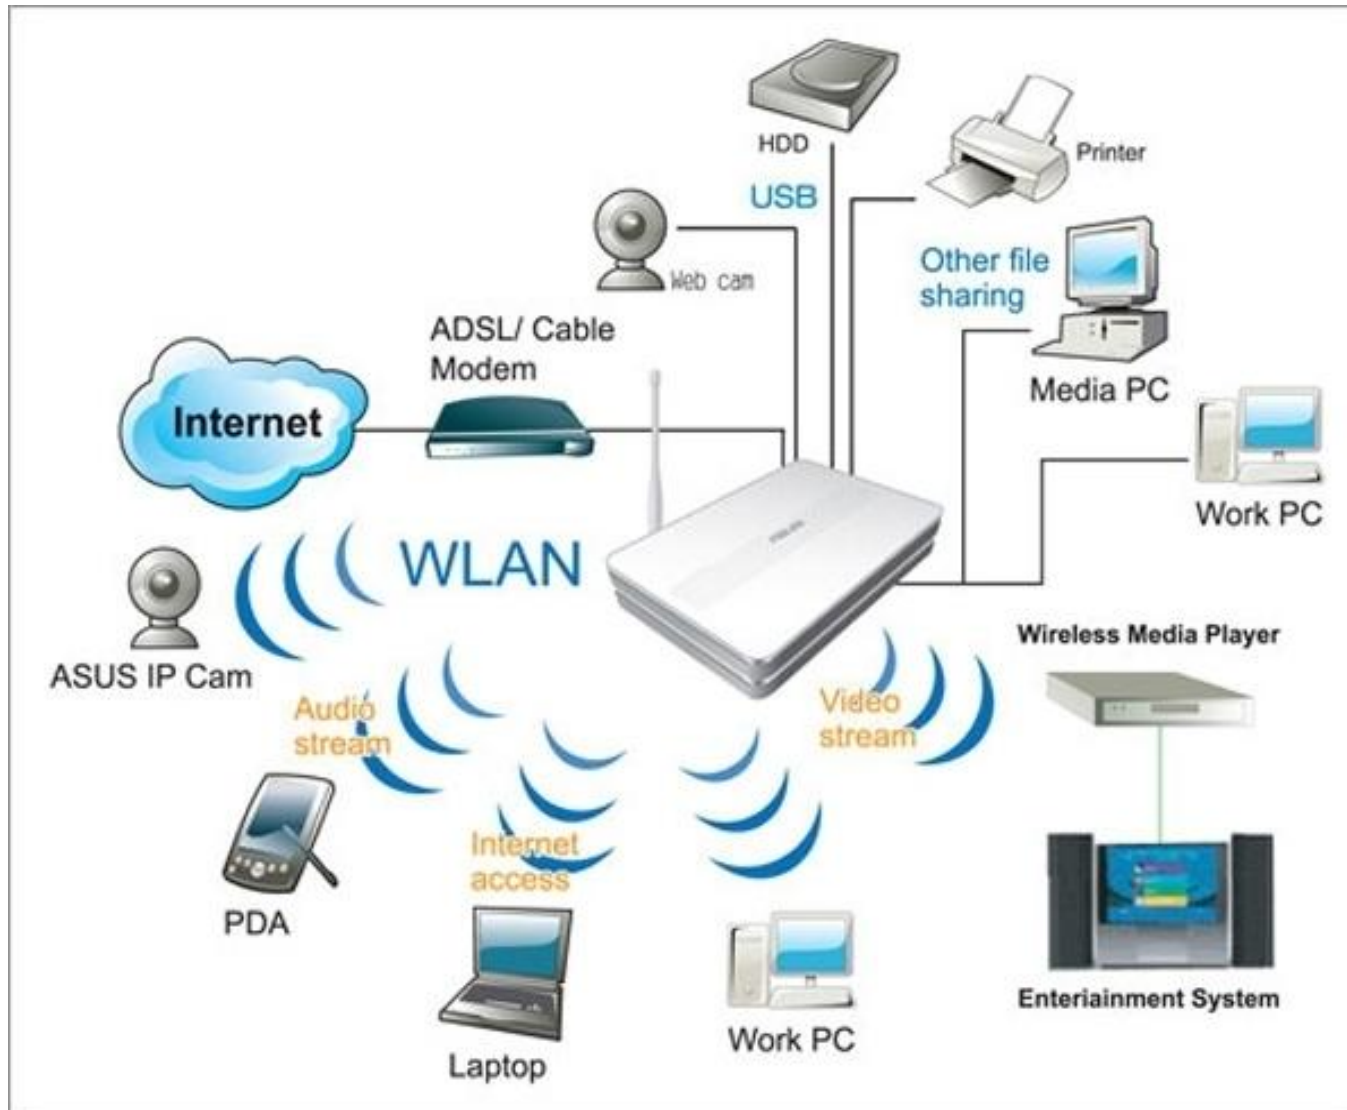 HDD
Printer
USB
Web cam
Other file
sharing
ADSL/ Cable
Modem
Internet
Media PC
Work PC
WLAN
ASUS IP Cam
Wireless Media Player
Audio
stream
Video
stream
PDA
Internet
access
Laptop
Work PC
Enteriainment System